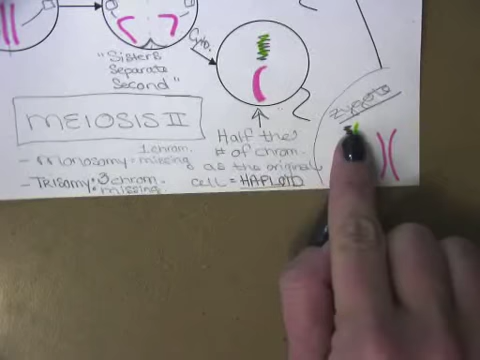 Cyto.
"Sisters
Separate
Second"
MEIOSIS II
- Monosomy = missing
1 chrom.
- Trisomy: 3 chrom.
missing
Half the
# of chrom.
as the original
cell = HAPLOID
zygote